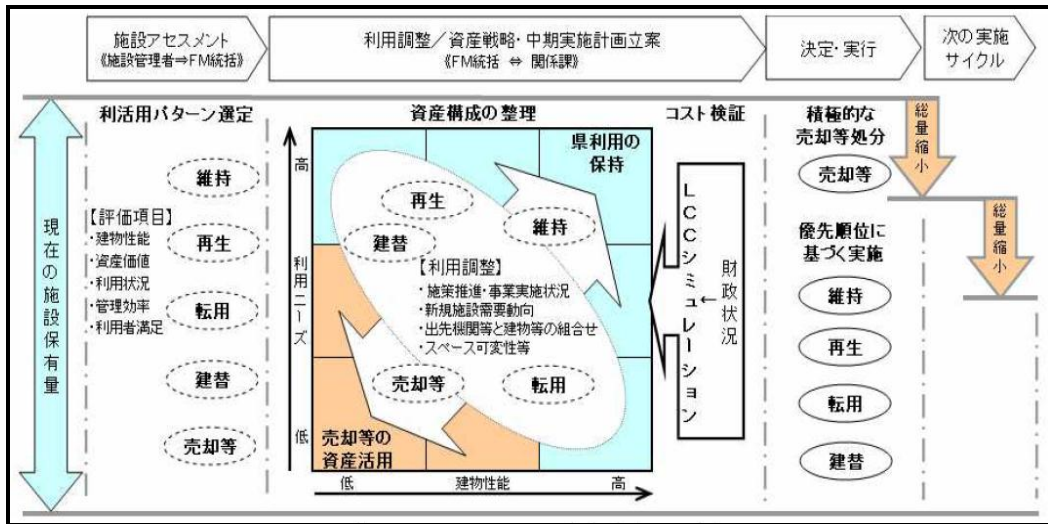 施設アセスメント
《施設管理者⇒FM統括》
利用調整／資産戦略・中期実施計画立案
《FM統括 ⇔ 関係課》
決定・実行
次の実施
サイクル
現在の施設保有量
利活用パターン選定
【評価項目】
・建物性能
・資産価値
・利用状況
・管理効率
・利用者満足
維持
再生
転用
建替
売却等
資産構成の整理
高
利用ニーズ
低
県利用の
保持
再生
建替
維持
【利用調整】
・施策推進・事業実施状況
・新規施設需要動向
・出先機関等と建物等の組合せ
・スペース可変性等
売却等
転用
売却等の
資産活用
低
建物性能
高
コスト検証
LCCシミュレーション
←
財政状況
積極的な
売却等処分
売却等
優先順位に
基づく実施
維持
再生
転用
建替
総量縮小
総量縮小